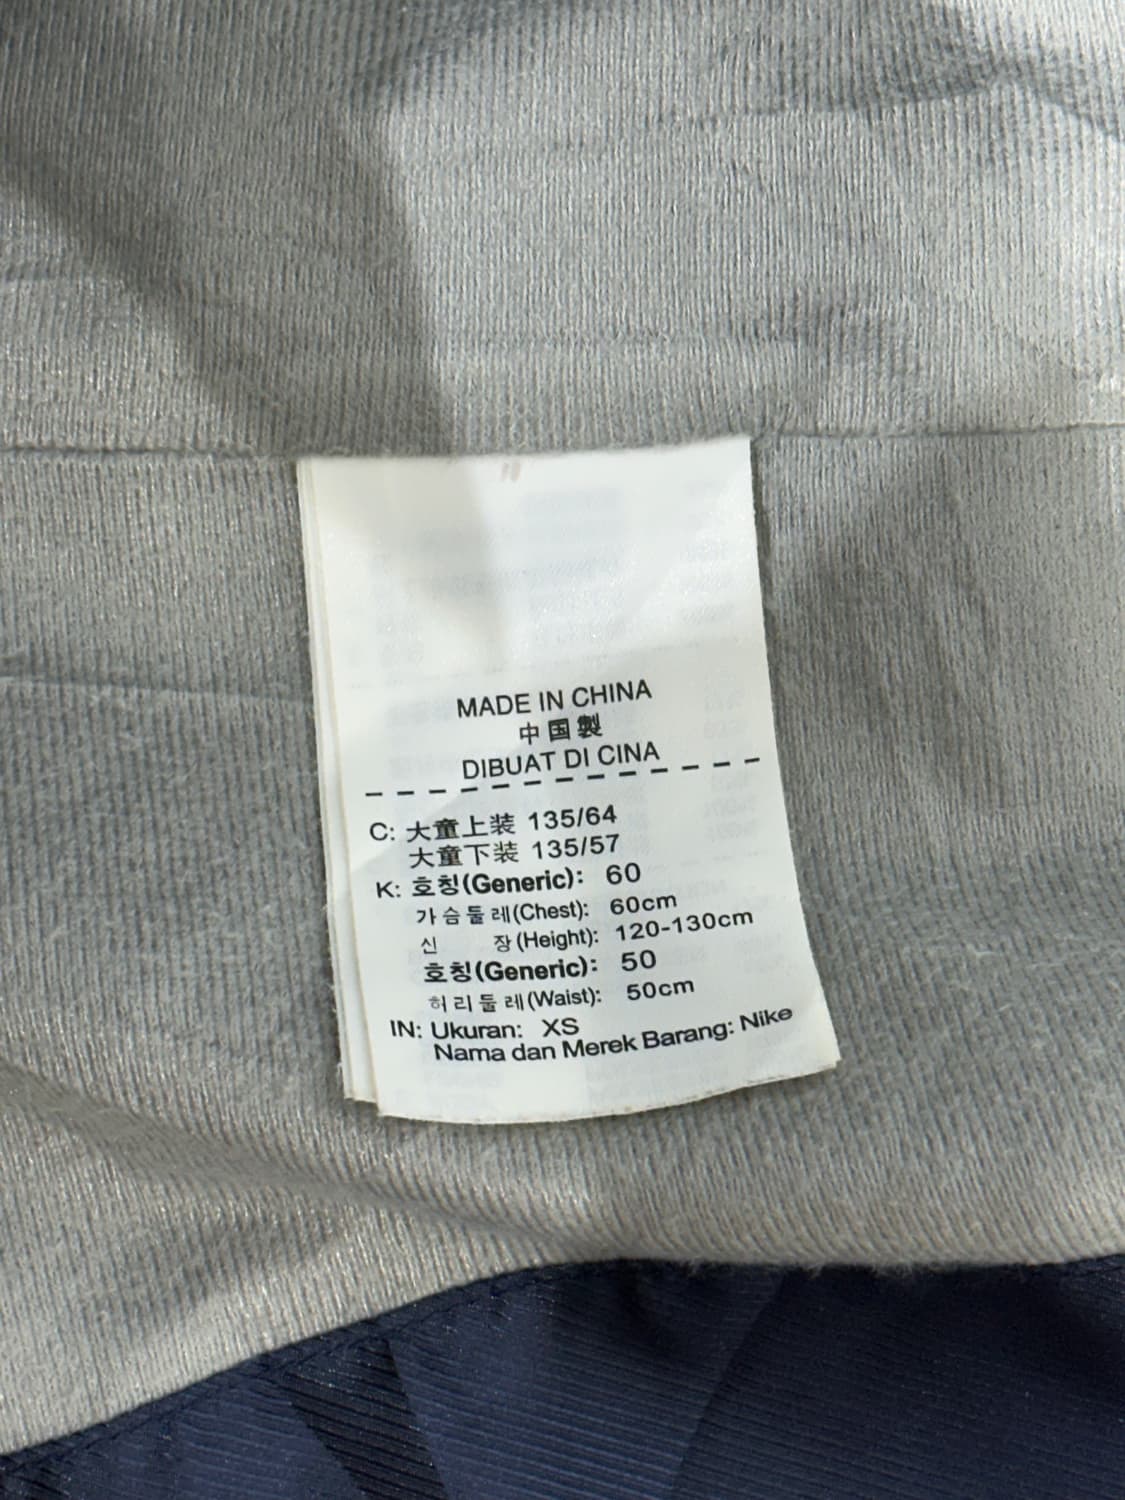 MADE IN CHINA
中国製
DIBUAT DI CINA
C: 大童上装 135/64
大童下装 135/57
K: 호칭(Generic): 60
가슴둘레(Chest): 60cm
신 장(Height): 120-130cm
호칭(Generic): 50
허리둘레(Waist): 50cm
IN: Ukuran: XS
Nama dan Merek Barang: Nike